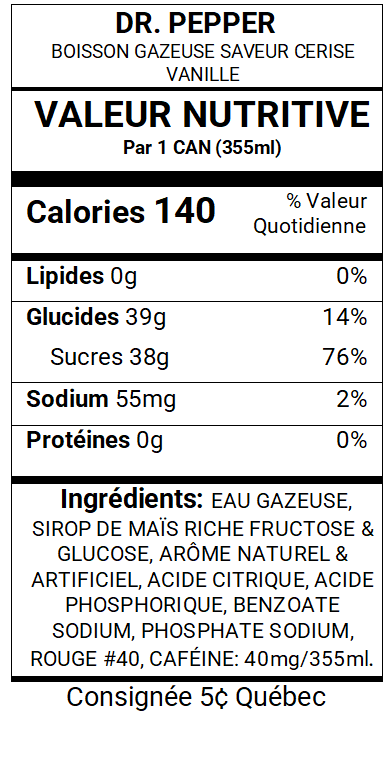 DR. PEPPER
BOISSON GAZEUSE SAVEUR CERISE
VANILLE
VALEUR NUTRITIVE
Par 1 CAN (355ml)
Calories 140
% Valeur
Quotidienne
Lipides 0g 0%
Glucides 39g 14%
Sucres 38g 76%
Sodium 55mg 2%
Protéines 0g 0%
Ingrédients: EAU GAZEUSE,
SIROP DE MAÏS RICHE FRUCTOSE &
GLUCOSE, ARÔME NATUREL &
ARTIFICIEL, ACIDE CITRIQUE, ACIDE
PHOSPHORIQUE, BENZOATE
SODIUM, PHOSPHATE SODIUM,
ROUGE #40, CAFÉINE: 40mg/355ml.
Consignée 5¢ Québec